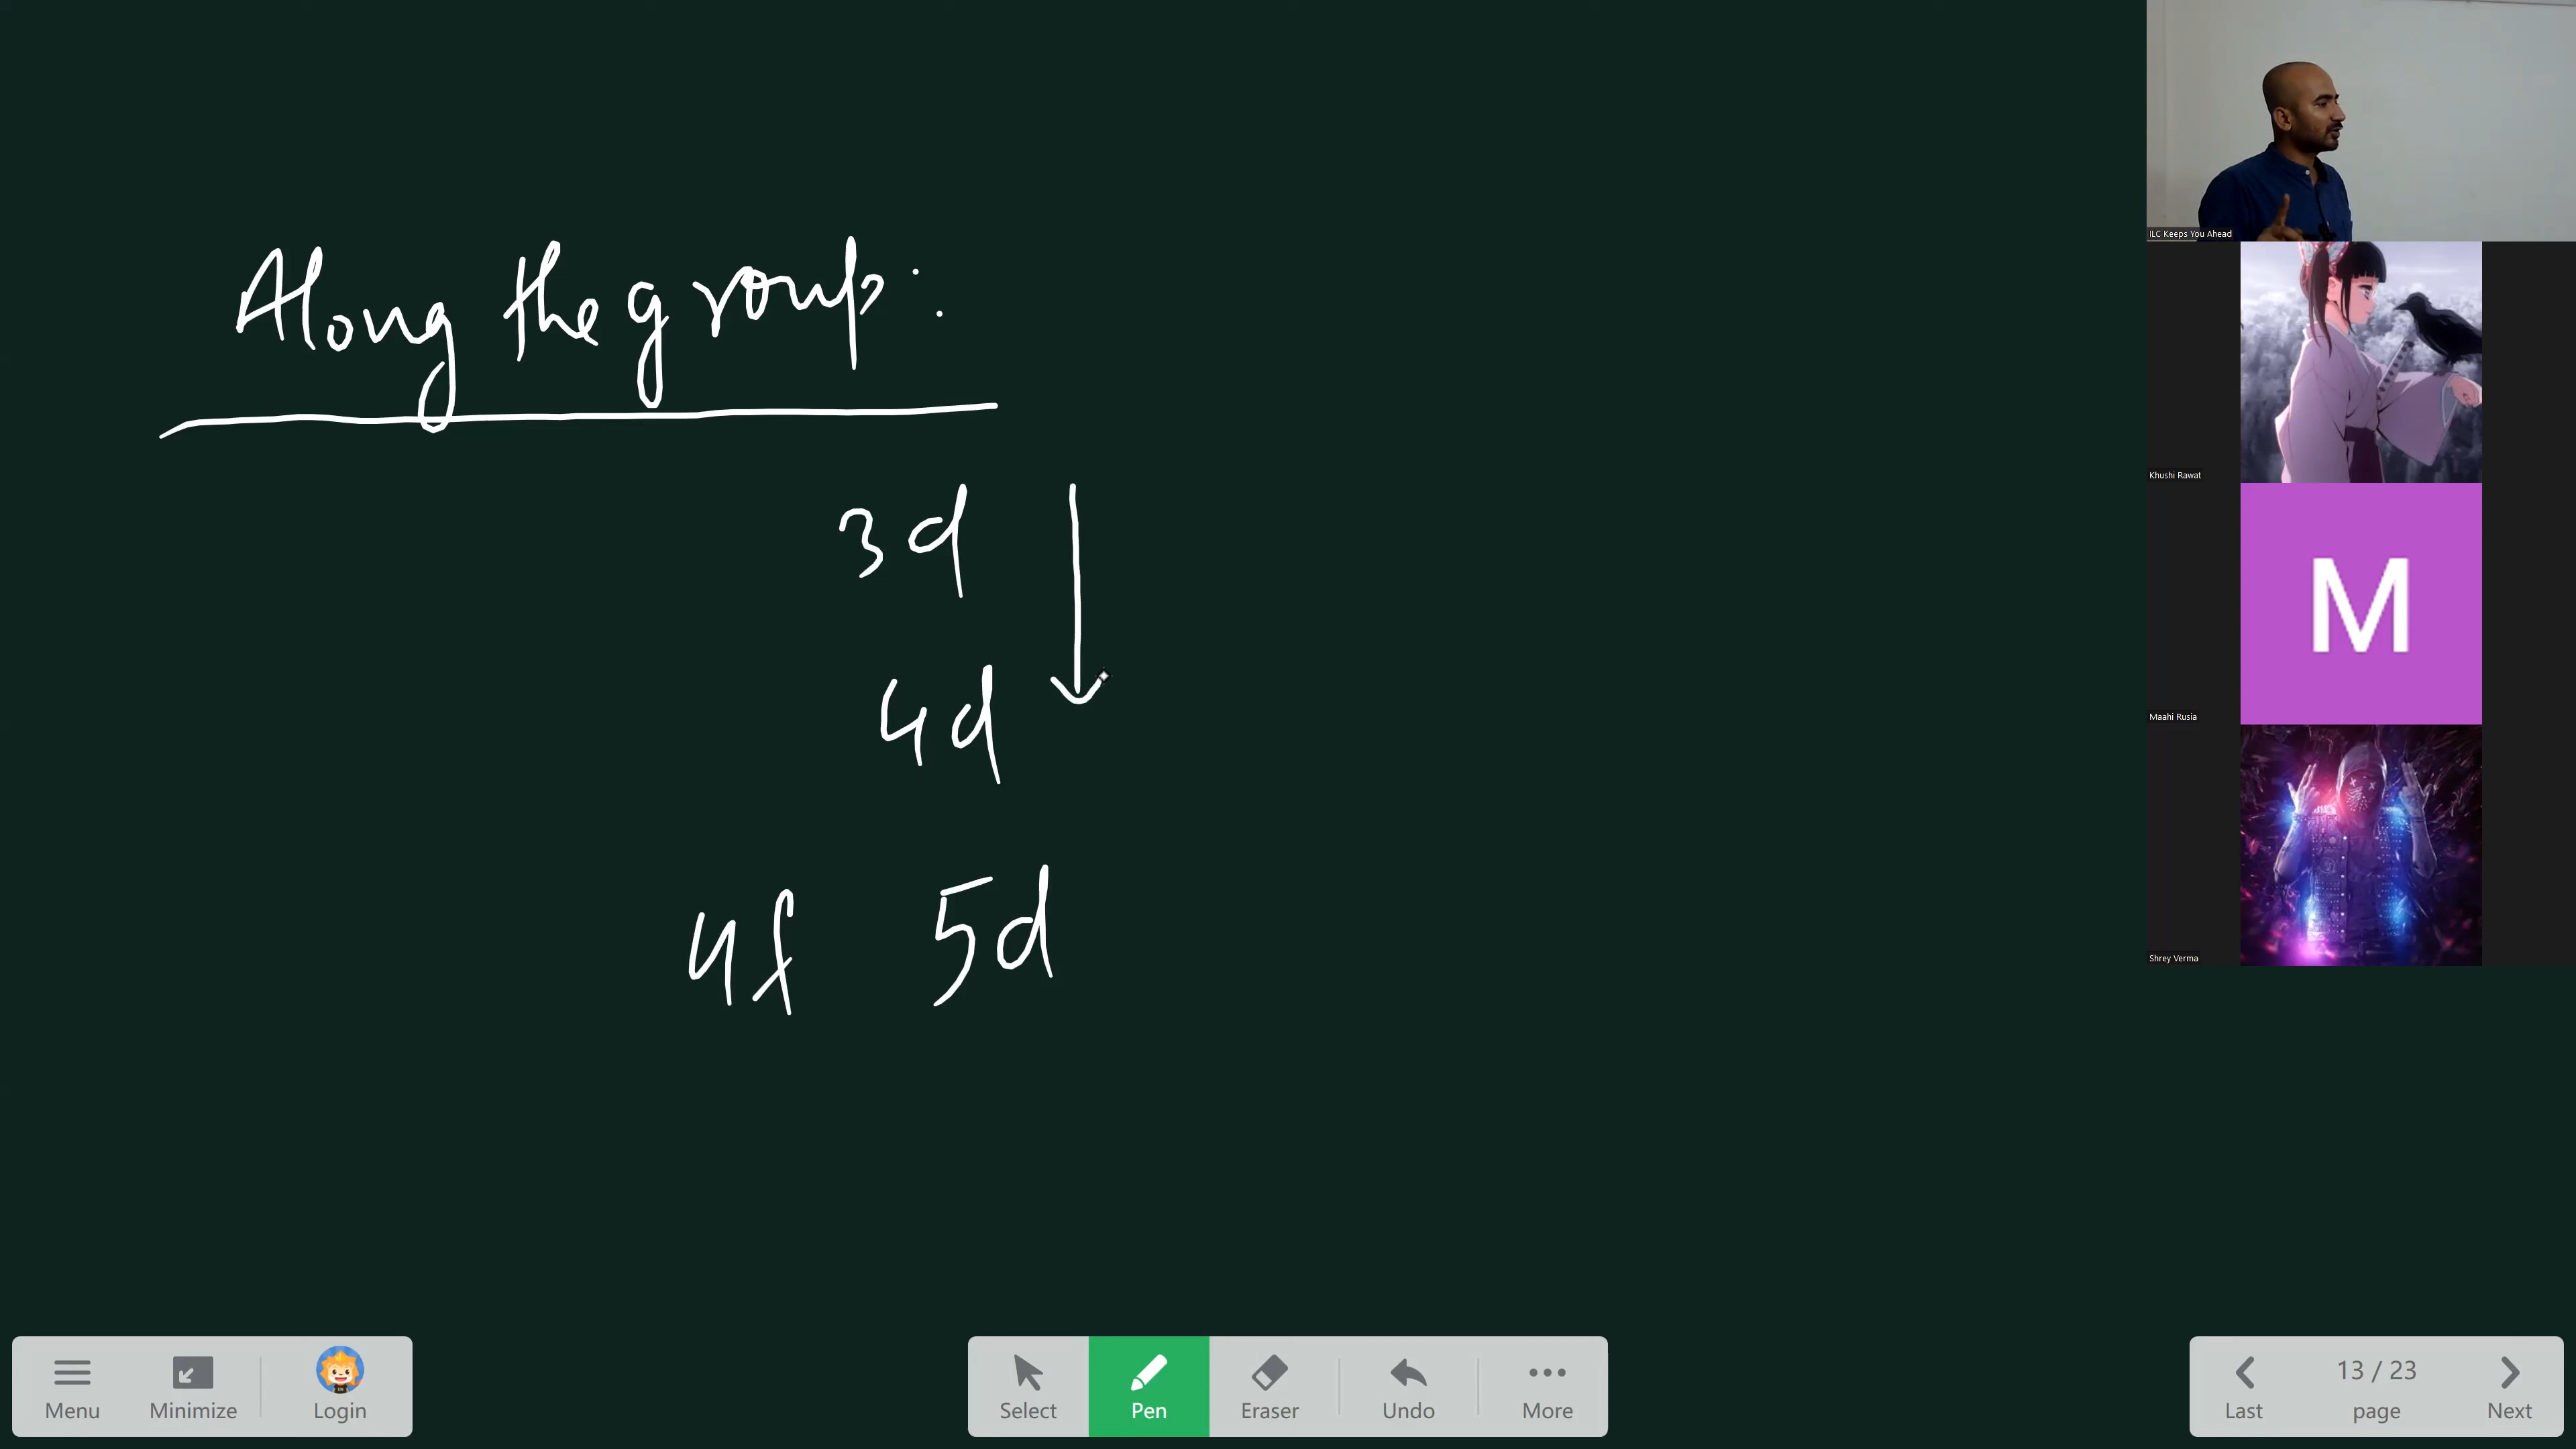 Along the group:
3d
4d
4f 5d
ILC Keeps You Ahead
Khushi Rawat
M
Maahi Rusia
Shrey Verma
Menu Minimize Login
Select Pen Eraser Undo More
13 / 23
Last page Next